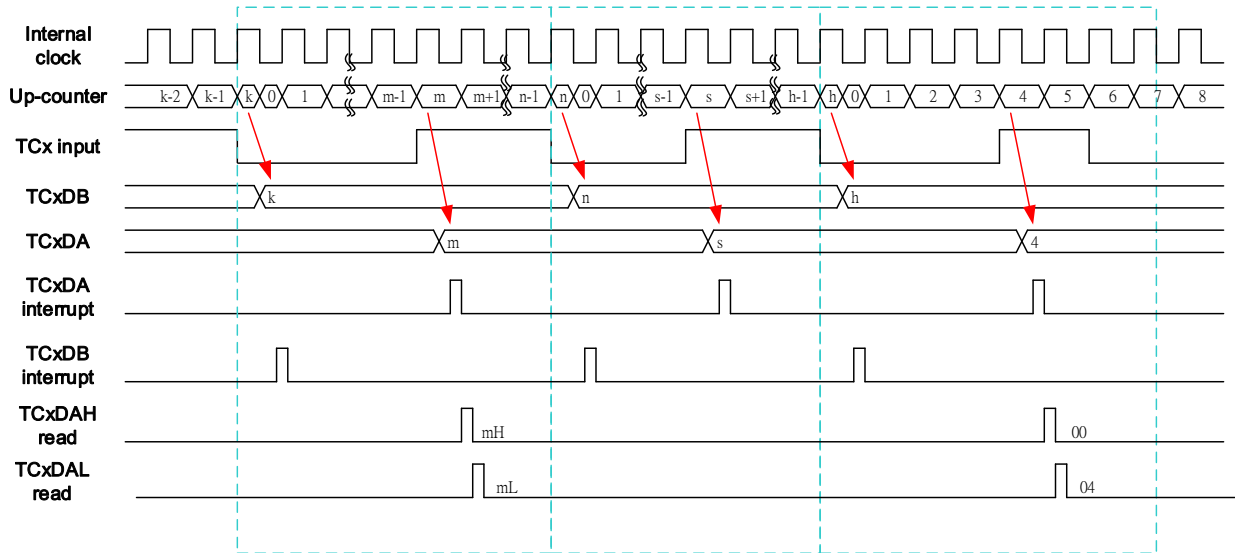 Internal
clock
Up-counter
k-2 k-1 k 0 1 m-1 m m+1 n-1 n 0 1 s-1 s s+1 h-1 h 0 1 2 3 4 5 6 7 8
TCx input
TCxDB
k n h
TCxDA
m s 4
TCxDA
interrupt
TCxDB
interrupt
TCxDAH
read
mH 00
TCxDAL
read
mL 04